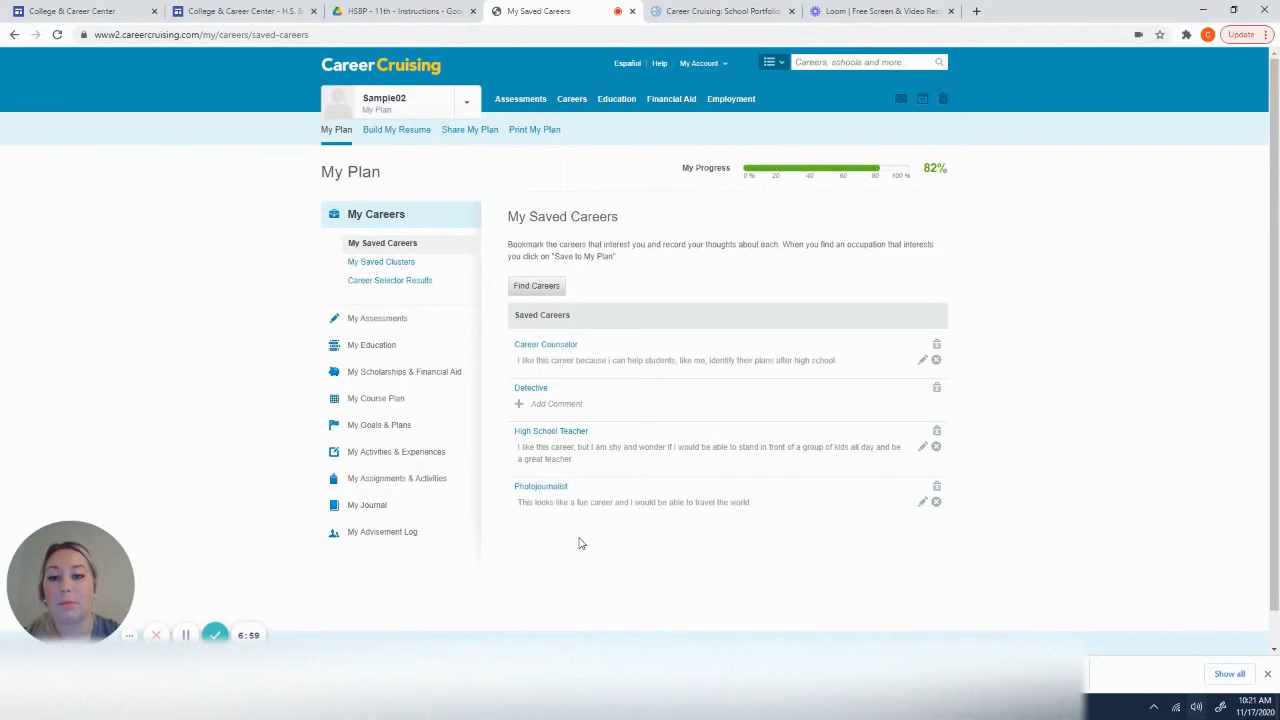 College & Career Center
College & Career Center - H.S. &
HSBP - 11th - Instructions - Goo
My Saved Careers
Career Cruising: School Portfolio
Loom | Free Screen & Video Rec
www2.careercruising.com/my/careers/saved-careers
C
Update
CareerCruising
Español
Help
My Account
Careers, schools and more...
Sample02
My Plan
Assessments
Careers
Education
Financial Aid
Employment
My Plan
Build My Resume
Share My Plan
Print My Plan
My Plan
My Progress
82%
0 %
20
40
60
80
100 %
My Careers
My Saved Careers
My Saved Clusters
Career Selector Results
My Assessments
My Education
My Scholarships & Financial Aid
My Course Plan
My Goals & Plans
My Activities & Experiences
My Assignments & Activities
My Journal
My Advisement Log
My Saved Careers
Bookmark the careers that interest you and record your thoughts about each. When you find an occupation that interests
you click on "Save to My Plan".
Find Careers
Saved Careers
Career Counselor
I like this career because i can help students, like me, identify their plans after high school.
Detective
Add Comment
High School Teacher
I like this career, but I am shy and wonder if i would be able to stand in front of a group of kids all day and be
a great teacher.
Photojournalist
This looks like a fun career and i would be able to travel the world.
6:59
Show all
10:21 AM
11/17/2020